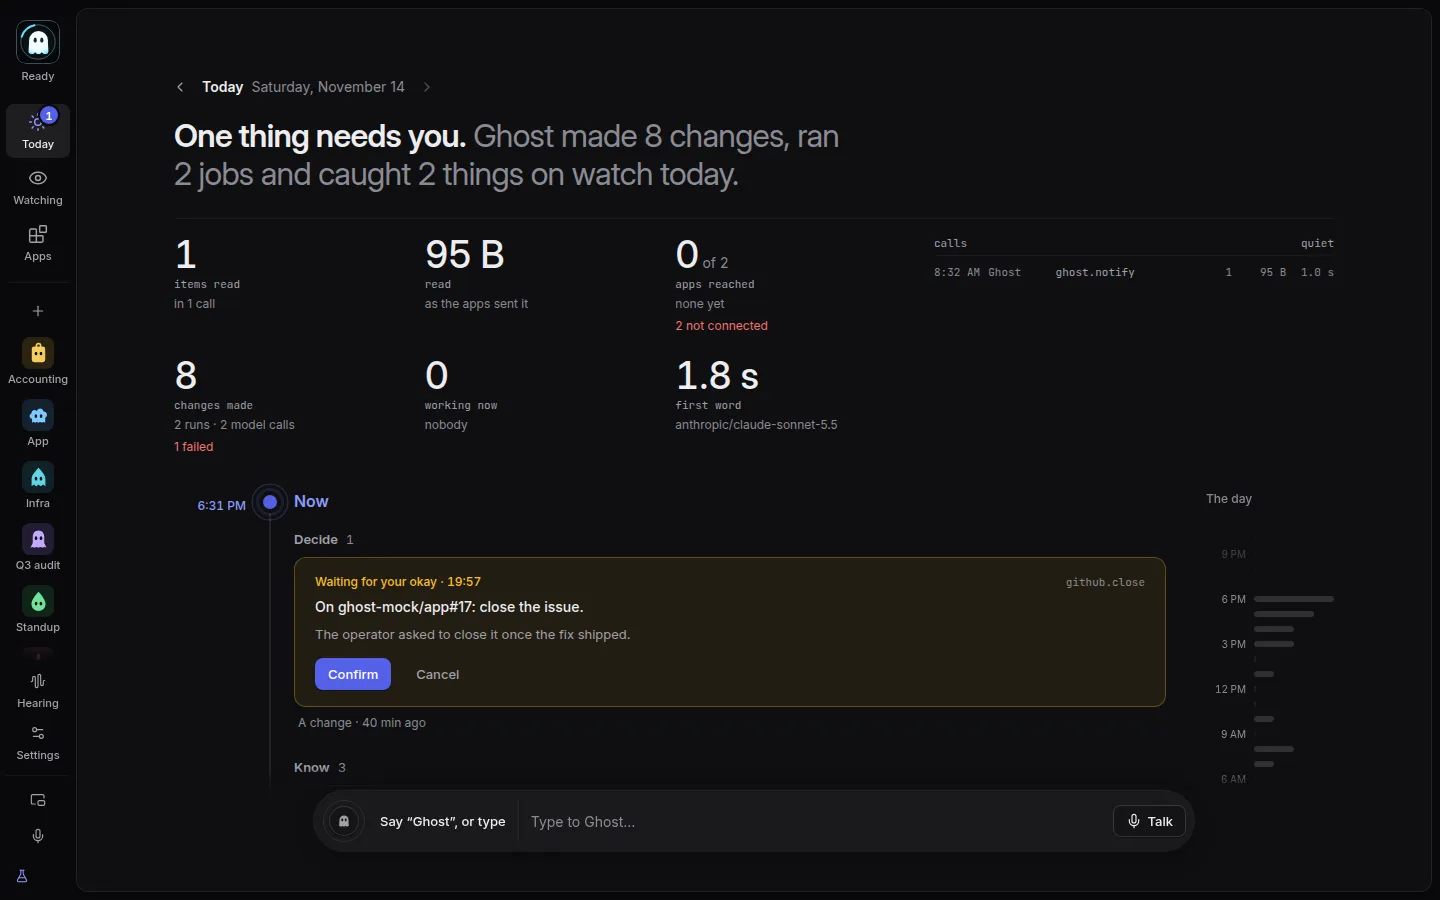 Ready
1
Today
Watching
Apps
Accounting
App
Infra
Q3 audit
Standup
Hearing
Settings
Today Saturday, November 14
One thing needs you. Ghost made 8 changes, ran
2 jobs and caught 2 things on watch today.
1
items read
in 1 call
95 B
read
as the apps sent it
0 of 2
apps reached
none yet
2 not connected
calls quiet
8:32 AM Ghost ghost.notify 1 95 B 1.0 s
8
changes made
2 runs · 2 model calls
1 failed
0
working now
nobody
1.8 s
first word
anthropic/claude-sonnet-5.5
6:31 PM Now
Decide 1
Waiting for your okay · 19:57 github.close
On ghost-mock/app#17: close the issue.
The operator asked to close it once the fix shipped.
Confirm Cancel
A change · 40 min ago
Know 3
The day
9 PM
6 PM
3 PM
12 PM
9 AM
6 AM
Say “Ghost”, or type Type to Ghost... Talk